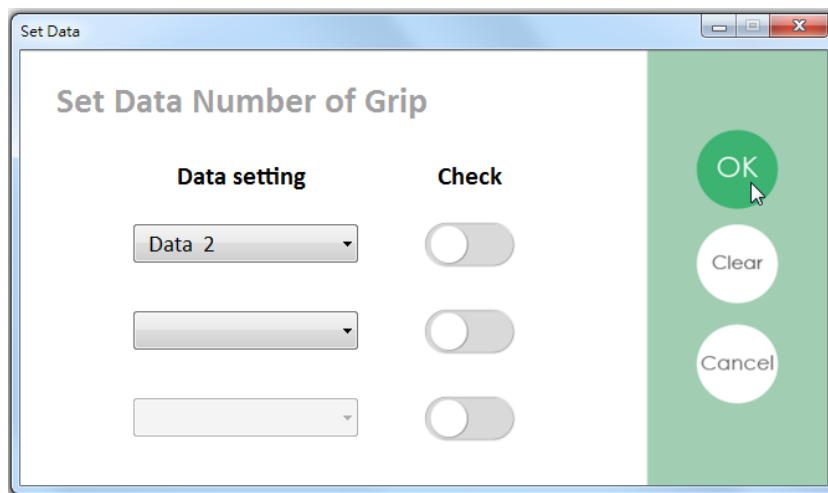 Set Data
Set Data Number of Grip
Data setting Check
Data 2
OK
Clear
Cancel